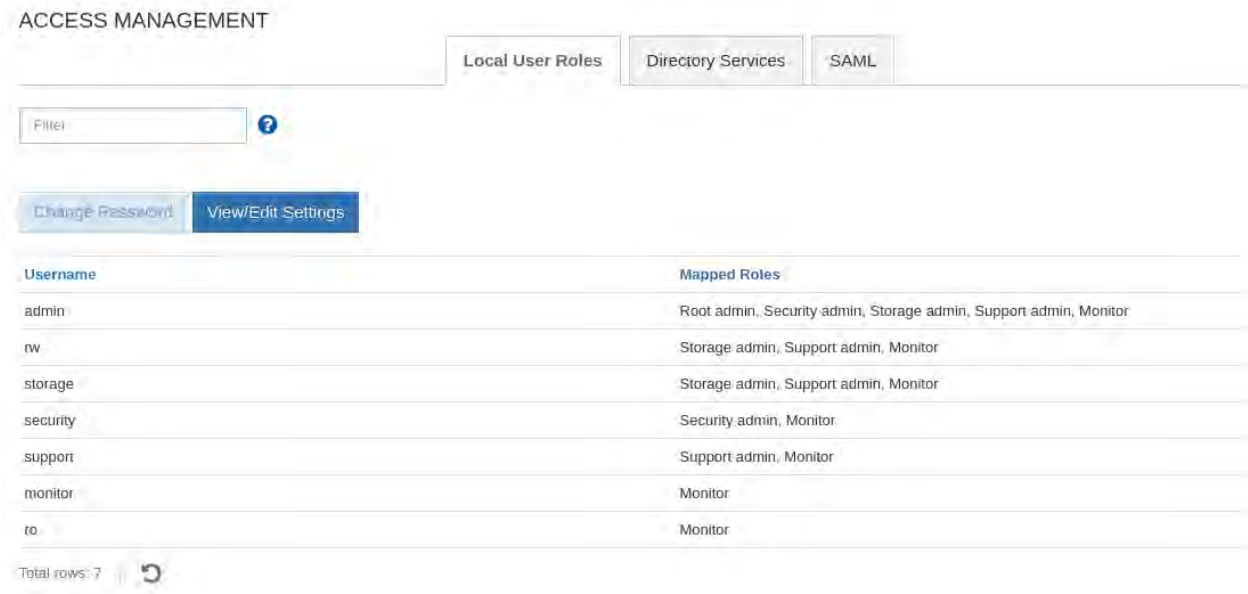 ACCESS MANAGEMENT
Local User Roles Directory Services SAML
Filter
Change Password View/Edit Settings
Username Mapped Roles
admin Root admin, Security admin, Storage admin, Support admin, Monitor
rw Storage admin, Support admin, Monitor
storage Storage admin, Support admin, Monitor
security Security admin, Monitor
support Support admin, Monitor
monitor Monitor
ro Monitor
Total rows: 7